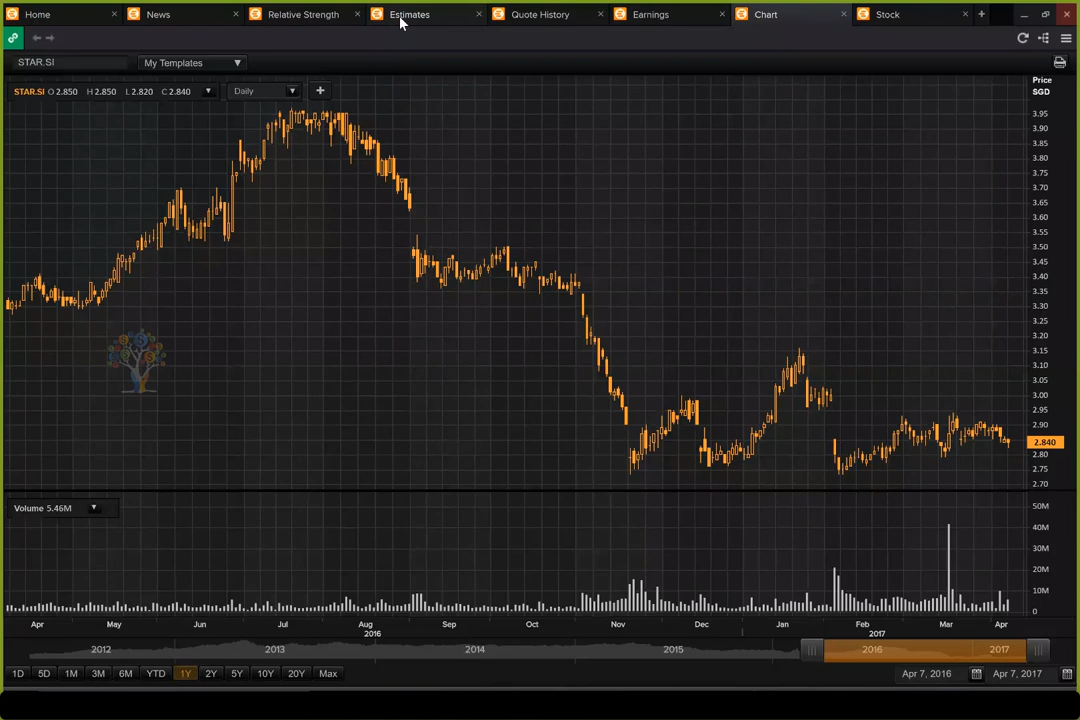 Home
News
Relative Strength
Estimates
Quote History
Earnings
Chart
Stock
STAR.SI
My Templates
STAR.SI O 2.850 H 2.850 L 2.820 C 2.840
Daily
Price
SGD
3.95
3.90
3.85
3.80
3.75
3.70
3.65
3.60
3.55
3.50
3.45
3.40
3.35
3.30
3.25
3.20
3.15
3.10
3.05
3.00
2.95
2.90
2.840
2.80
2.75
2.70
Volume 5.46M
50M
40M
30M
20M
10M
0
Apr May Jun Jul Aug Sep Oct Nov Dec Jan Feb Mar Apr
2016 2017
2012 2013 2014 2015 2016 2017
1D 5D 1M 3M 6M YTD 1Y 2Y 5Y 10Y 20Y Max
Apr 7, 2016 Apr 7, 2017